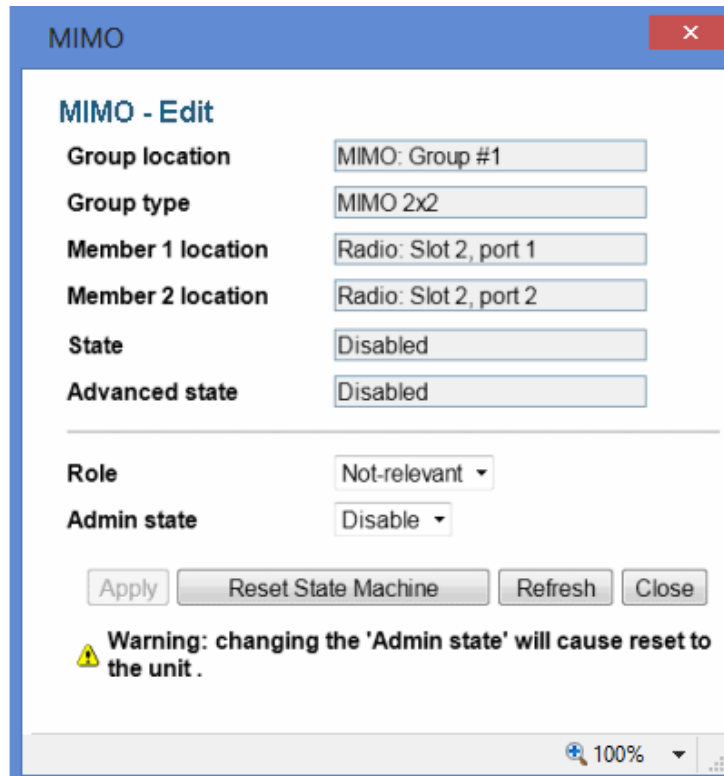 MIMO
MIMO - Edit
Group location MIMO: Group #1
Group type MIMO 2x2
Member 1 location Radio: Slot 2, port 1
Member 2 location Radio: Slot 2, port 2
State Disabled
Advanced state Disabled
Role Not-relevant
Admin state Disable
Apply Reset State Machine Refresh Close
Warning: changing the 'Admin state' will cause reset to
the unit .
100%